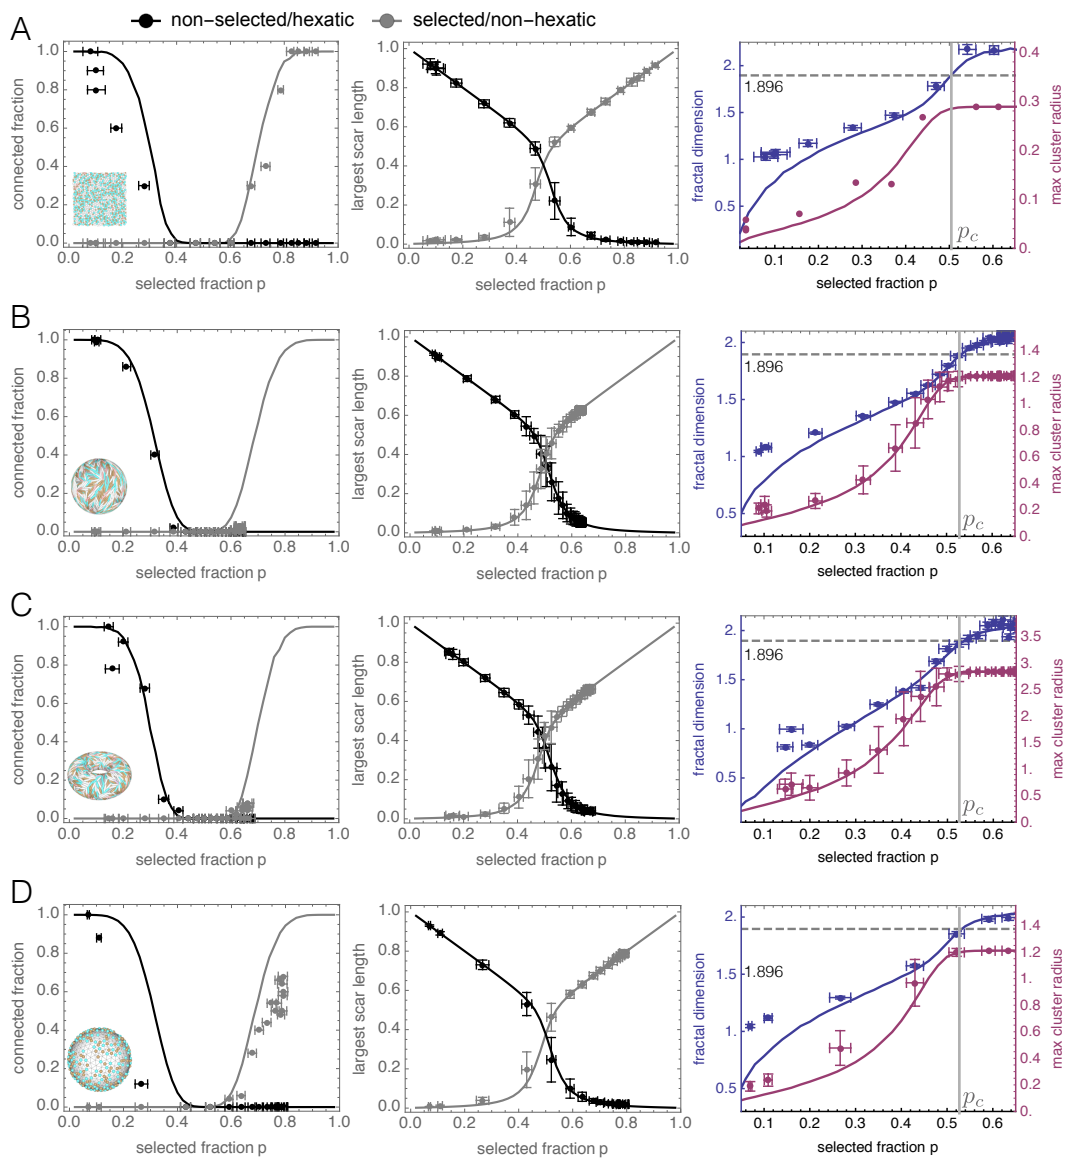 non−selected/hexatic selected/non−hexatic
A
connected fraction
1.0
0.8
0.6
0.4
0.2
0.0
0.0 0.2 0.4 0.6 0.8 1.0
selected fraction p
largest scar length
1.0
0.8
0.6
0.4
0.2
0.0
0.0 0.2 0.4 0.6 0.8 1.0
selected fraction p
fractal dimension
2.
1.5
1.
0.5
1.896
p_c
0.4
0.3
0.2
0.1
0.
max cluster radius
0.1 0.2 0.3 0.4 0.5 0.6
selected fraction p
B
connected fraction
1.0
0.8
0.6
0.4
0.2
0.0
0.0 0.2 0.4 0.6 0.8 1.0
selected fraction p
largest scar length
1.0
0.8
0.6
0.4
0.2
0.0
0.0 0.2 0.4 0.6 0.8 1.0
selected fraction p
fractal dimension
2.
1.5
1.
0.5
1.896
p_c
1.4
1.2
1.
0.8
0.6
0.4
0.2
0.
max cluster radius
0.1 0.2 0.3 0.4 0.5 0.6
selected fraction p
C
connected fraction
1.0
0.8
0.6
0.4
0.2
0.0
0.0 0.2 0.4 0.6 0.8 1.0
selected fraction p
largest scar length
1.0
0.8
0.6
0.4
0.2
0.0
0.0 0.2 0.4 0.6 0.8 1.0
selected fraction p
fractal dimension
2.
1.5
1.
0.5
1.896
p_c
3.5
3.
2.5
2.
1.5
1.
0.5
0.
max cluster radius
0.1 0.2 0.3 0.4 0.5 0.6
selected fraction p
D
connected fraction
1.0
0.8
0.6
0.4
0.2
0.0
0.0 0.2 0.4 0.6 0.8 1.0
selected fraction p
largest scar length
1.0
0.8
0.6
0.4
0.2
0.0
0.0 0.2 0.4 0.6 0.8 1.0
selected fraction p
fractal dimension
2.
1.5
1.
0.5
1.896
p_c
1.4
1.2
1.
0.8
0.6
0.4
0.2
0.
max cluster radius
0.1 0.2 0.3 0.4 0.5 0.6
selected fraction p